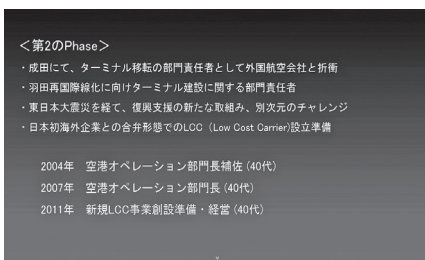 ＜第2のPhase＞
・成田にて、ターミナル移転の部門責任者として外国航空会社と折衝
・羽田再国際線化に向けターミナル建設に関する部門責任者
・東日本大震災を経て、復興支援の新たな取組み、別次元のチャレンジ
・日本初海外企業との合弁形態でのLCC（Low Cost Carrier)設立準備
2004年　空港オペレーション部門長補佐 (40代)
2007年　空港オペレーション部門長 (40代)
2011年　新規LCC事業創設準備・経営 (40代)